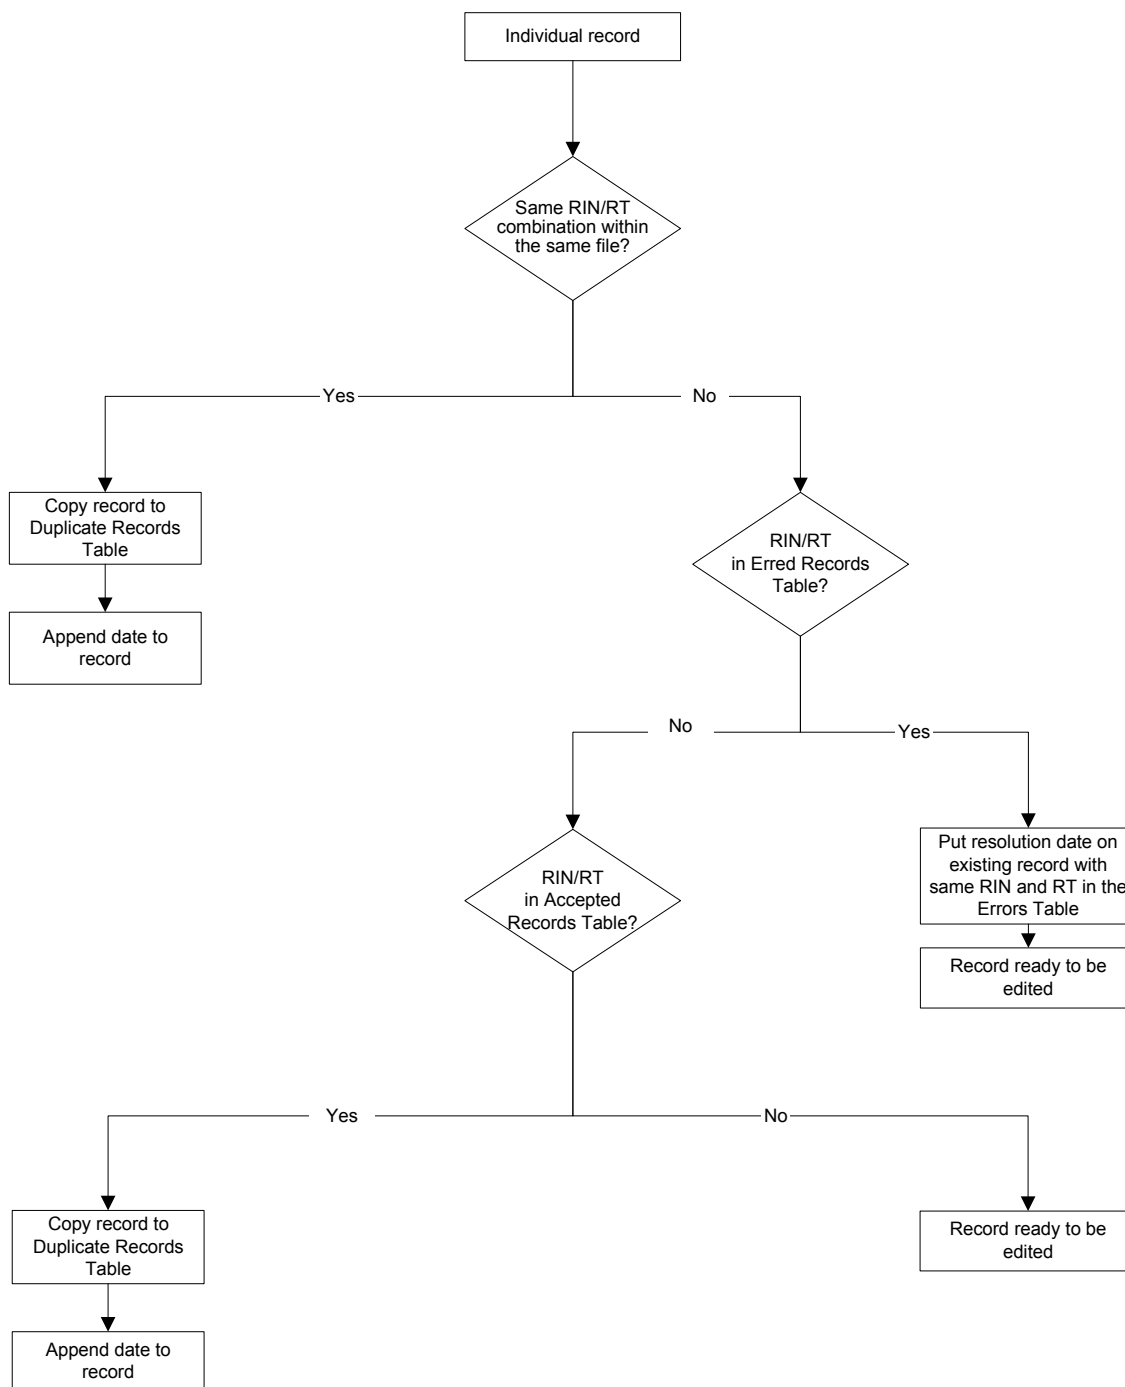 Individual record
Same RIN/RT
combination within
the same file?
Yes
No
Copy record to
Duplicate Records
Table
RIN/RT
in Erred Records
Table?
Append date to
record
No
Yes
Put resolution date on
existing record with
same RIN and RT in the
Errors Table
RIN/RT
in Accepted
Records Table?
Record ready to be
edited
Yes
No
Copy record to
Duplicate Records
Table
Record ready to be
edited
Append date to
record